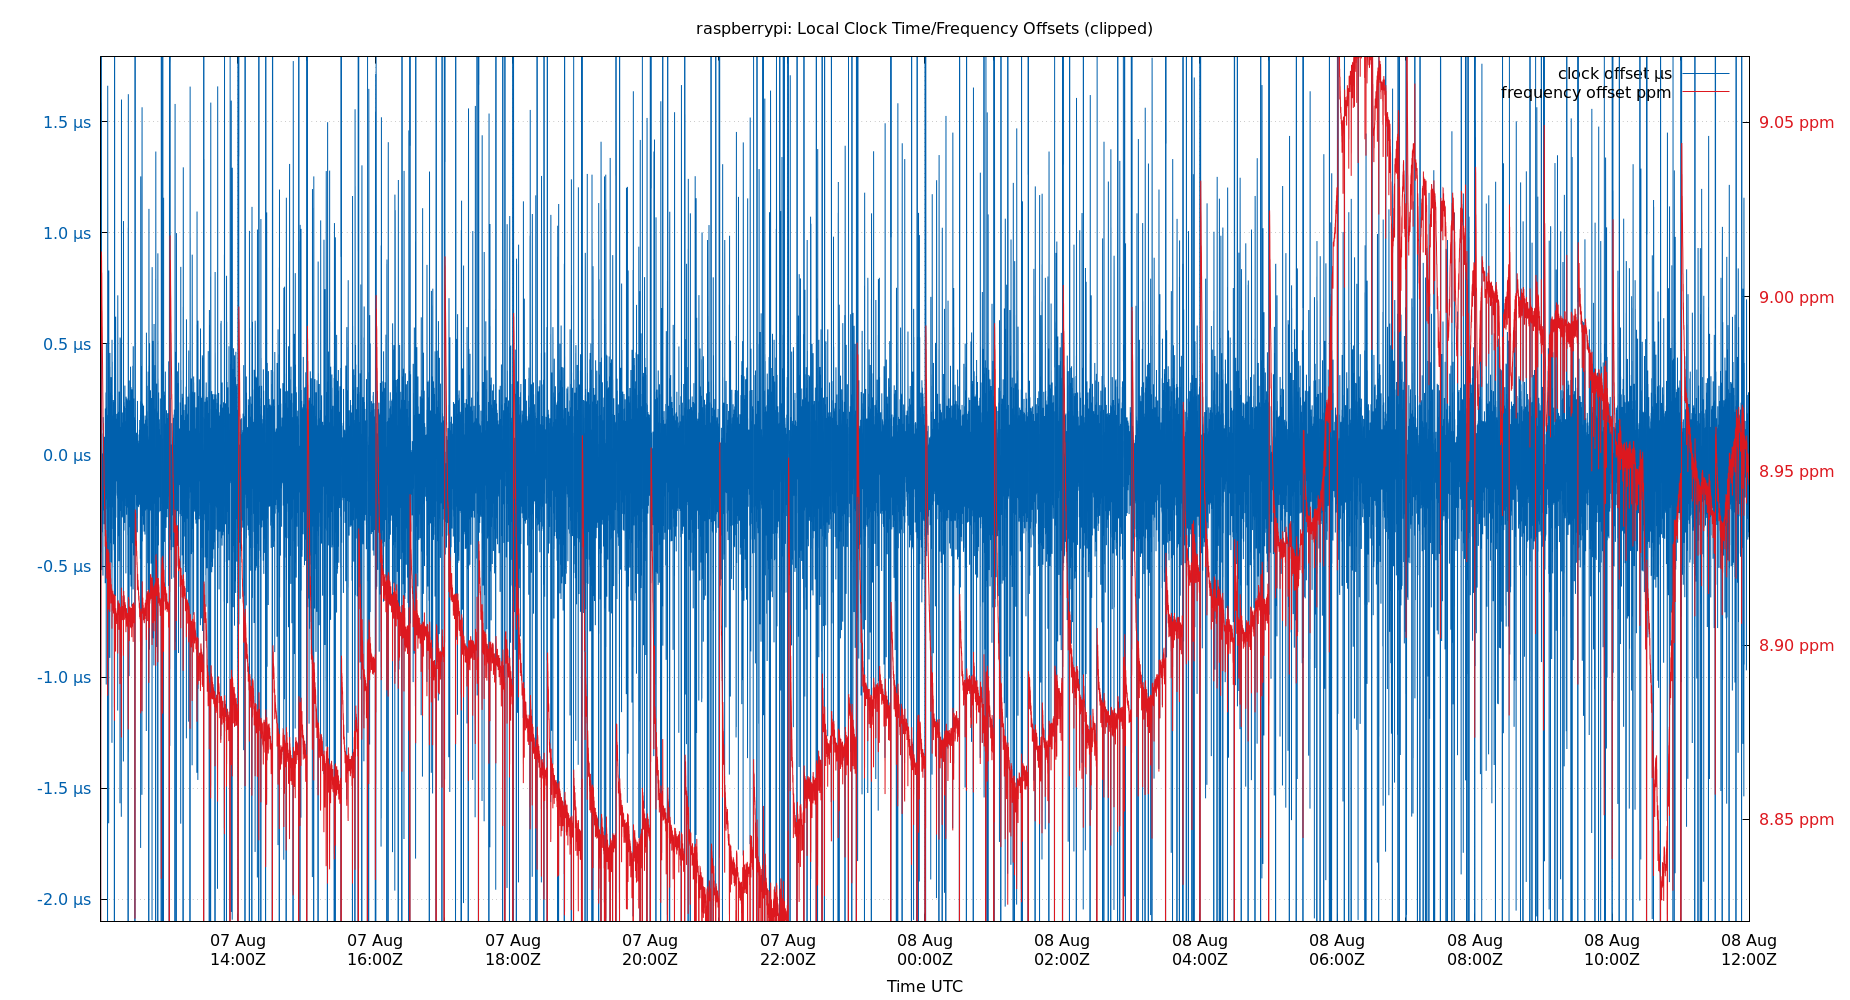 raspberrypi: Local Clock Time/Frequency Offsets (clipped)
clock offset µs
frequency offset ppm
1.5 µs
1.0 µs
0.5 µs
0.0 µs
-0.5 µs
-1.0 µs
-1.5 µs
-2.0 µs
9.05 ppm
9.00 ppm
8.95 ppm
8.90 ppm
8.85 ppm
07 Aug 07 Aug 07 Aug 07 Aug 07 Aug 08 Aug 08 Aug 08 Aug 08 Aug 08 Aug 08 Aug 08 Aug
14:00Z 16:00Z 18:00Z 20:00Z 22:00Z 00:00Z 02:00Z 04:00Z 06:00Z 08:00Z 10:00Z 12:00Z
Time UTC